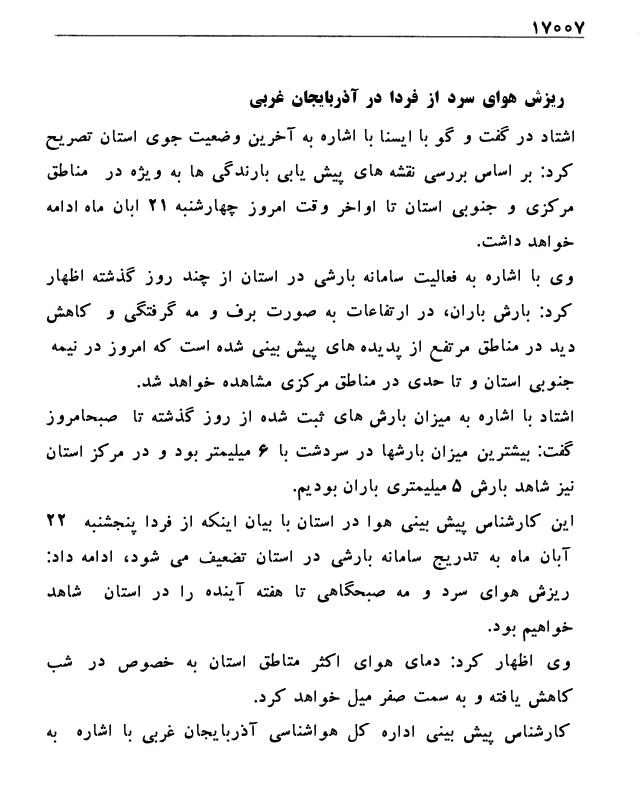 ۱۷۰۰۷
ریزش هوای سرد از فردا در آذربایجان غربی
اشتاد در گفت و گو با ایسنا با اشاره به آخرین وضعیت جوی استان تصریح
کرد: بر اساس بررسی نقشه های پیش یابی بارندگی ها به ویژه در مناطق
مرکزی و جنوبی استان تا اواخر وقت امروز چهارشنبه ۲۱ ابان ماه ادامه
خواهد داشت.
وی با اشاره به فعالیت سامانه بارشی در استان از چند روز گذشته اظهار
کرد: بارش باران، در ارتفاعات به صورت برف و مه گرفتگی و کاهش
دید در مناطق مرتفع از پدیده های پیش بینی شده است که امروز در نیمه
جنوبی استان و تا حدی در مناطق مرکزی مشاهده خواهد شد.
اشتاد با اشاره به میزان بارش های ثبت شده از روز گذشته تا صبحامروز
گفت: بیشترین میزان بارشها در سردشت با ۶ میلیمتر بود و در مرکز استان
نیز شاهد بارش ۵ میلیمتری باران بودیم.
این کارشناس پیش بینی هوا در استان با بیان اینکه از فردا پنجشنبه ۲۲
آبان ماه به تدریج سامانه بارشی در استان تضعیف می شود، ادامه داد:
ریزش هوای سرد و مه صبحگاهی تا هفته آینده را در استان شاهد
خواهیم بود.
وی اظهار کرد: دمای هوای اکثر متاطق استان به خصوص در شب
کاهش یافته و به سمت صفر میل خواهد کرد.
کارشناس پیش بینی اداره کل هواشناسی آذربایجان غربی با اشاره به